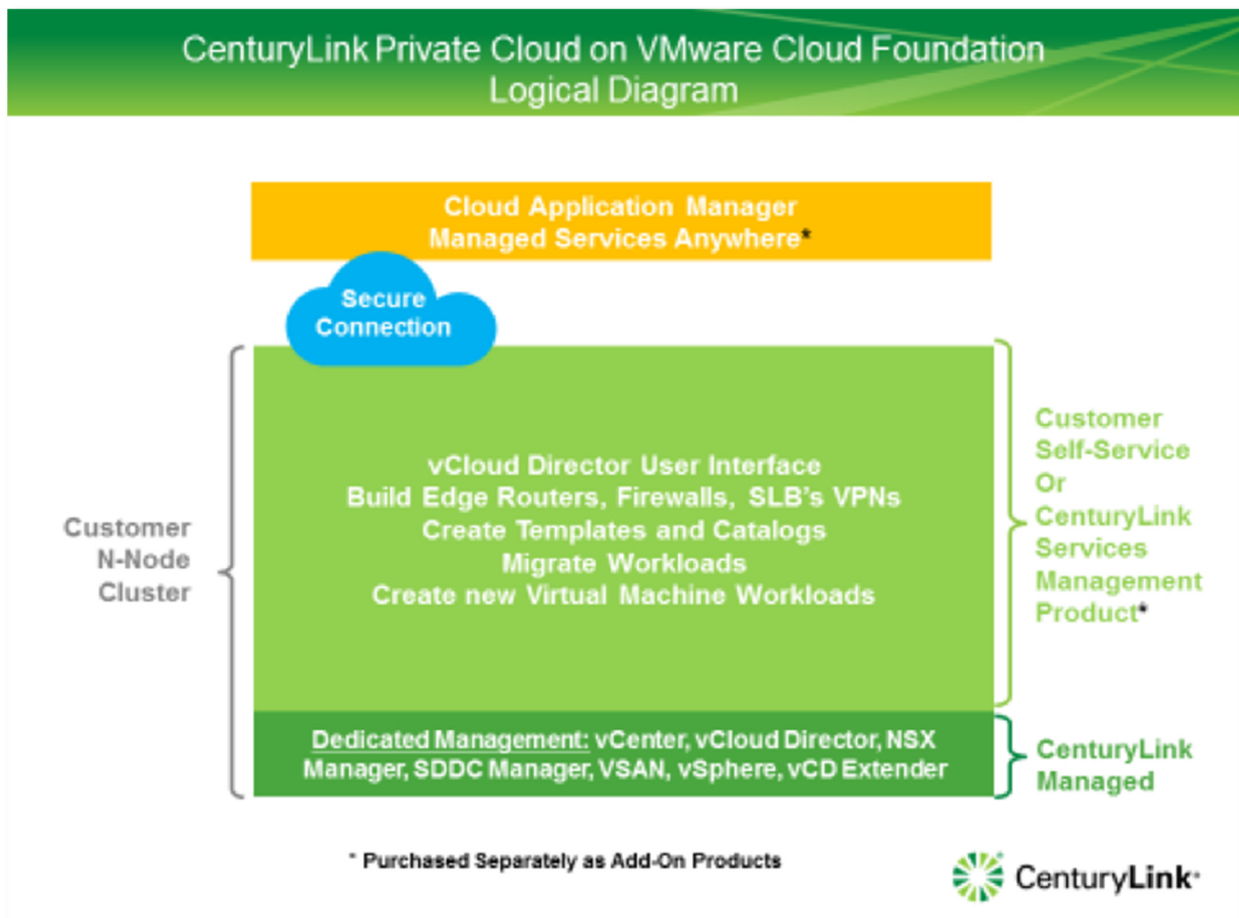 CenturyLink Private Cloud on VMware Cloud Foundation
Logical Diagram
Cloud Application Manager
Managed Services Anywhere*
Secure
Connection
vCloud Director User Interface
Build Edge Routers, Firewalls, SLB's VPNs
Create Templates and Catalogs
Migrate Workloads
Create new Virtual Machine Workloads
Customer
N-Node
Cluster
Customer
Self-Service
Or
CenturyLink
Services
Management
Product*
Dedicated Management: vCenter, vCloud Director, NSX
Manager, SDDC Manager, VSAN, vSphere, vCD Extender
CenturyLink
Managed
* Purchased Separately as Add-On Products
CenturyLink